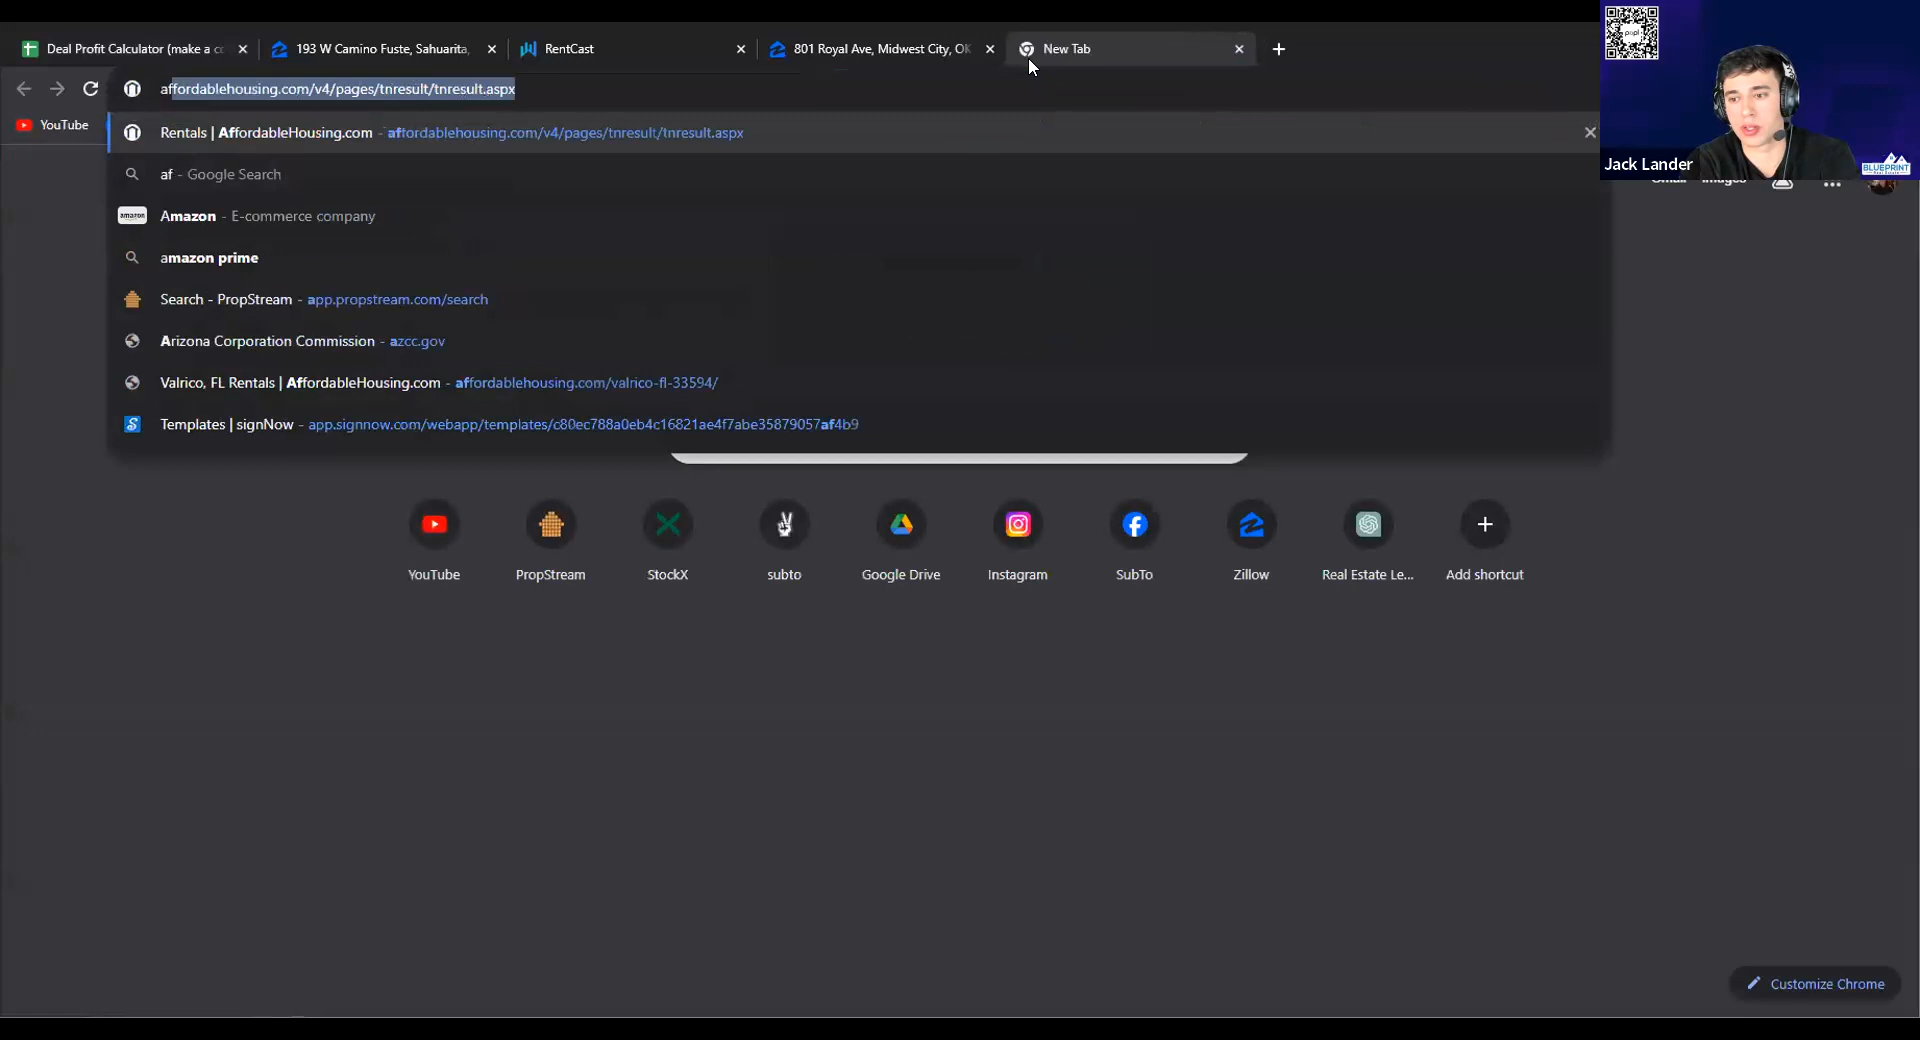 popl
Deal Profit Calculator (make a c
193 W Camino Fuste, Sahuarita,
RentCast
801 Royal Ave, Midwest City, OK
New Tab
affordablehousing.com/v4/pages/tnresult/tnresult.aspx
YouTube
Rentals | AffordableHousing.com - affordablehousing.com/v4/pages/tnresult/tnresult.aspx
af - Google Search
amazon Amazon - E-commerce company
amazon prime
Search - PropStream - app.propstream.com/search
Arizona Corporation Commission - azcc.gov
Valrico, FL Rentals | AffordableHousing.com - affordablehousing.com/valrico-fl-33594/
Templates | signNow - app.signnow.com/webapp/templates/c80ec788a0eb4c16821ae4f7abe35879057af4b9
Jack Lander
BLUEPRINT
Real Estate
YouTube
PropStream
StockX
subto
Google Drive
Instagram
SubTo
Zillow
Real Estate Le...
Add shortcut
Customize Chrome